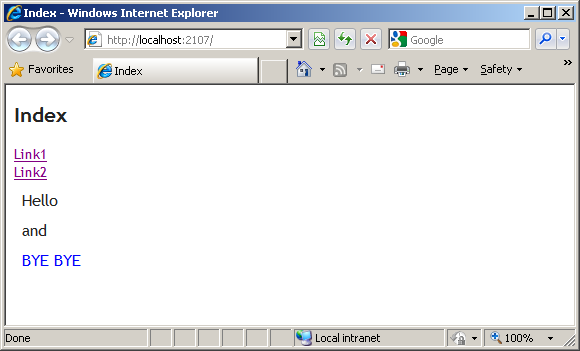 Index - Windows Internet Explorer
http://localhost:2107/
Google
Favorites
Index
Page
Safety
»
Index
Link1
Link2
Hello
and
BYE BYE
Done
Local intranet
100%